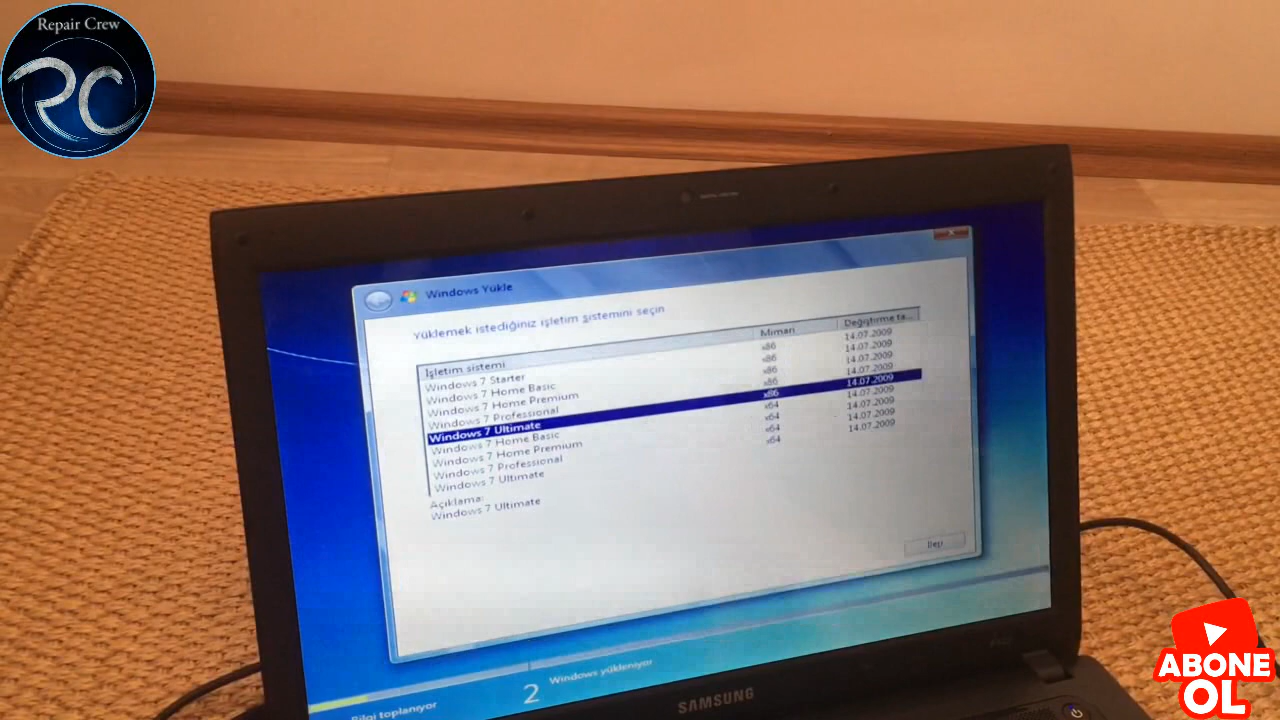 Repair Crew
RC
Windows Yükle
Yüklemek istediğiniz işletim sistemini seçin
İşletim sistemi Mimari Değiştirme ta...
Windows 7 Starter x86 14.07.2009
Windows 7 Home Basic x86 14.07.2009
Windows 7 Home Premium x86 14.07.2009
Windows 7 Professional x86 14.07.2009
Windows 7 Ultimate x86 14.07.2009
Windows 7 Home Basic x64 14.07.2009
Windows 7 Home Premium x64 14.07.2009
Windows 7 Professional x64 14.07.2009
Windows 7 Ultimate x64 14.07.2009
Açıklama:
Windows 7 Ultimate
İleri
Bilgi toplanıyor
2 Windows yükleniyor
SAMSUNG
ABONE
OL